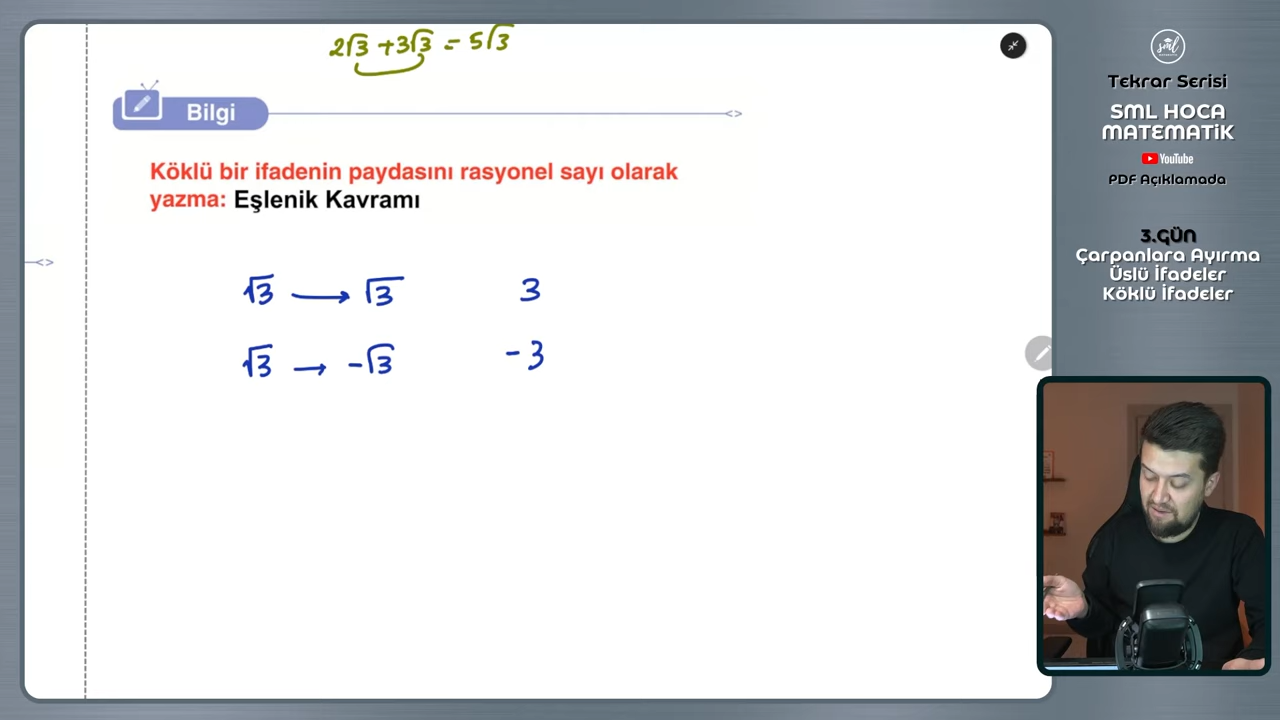 2√3 + 3√3 = 5√3
Bilgi
Köklü bir ifadenin paydasını rasyonel sayı olarak
yazma: Eşlenik Kavramı
√3 → √3 3
√3 → -√3 -3
sml
Tekrar Serisi
SML HOCA
MATEMATİK
YouTube
PDF Açıklamada
3.GÜN
Çarpanlara Ayırma
Üslü İfadeler
Köklü İfadeler